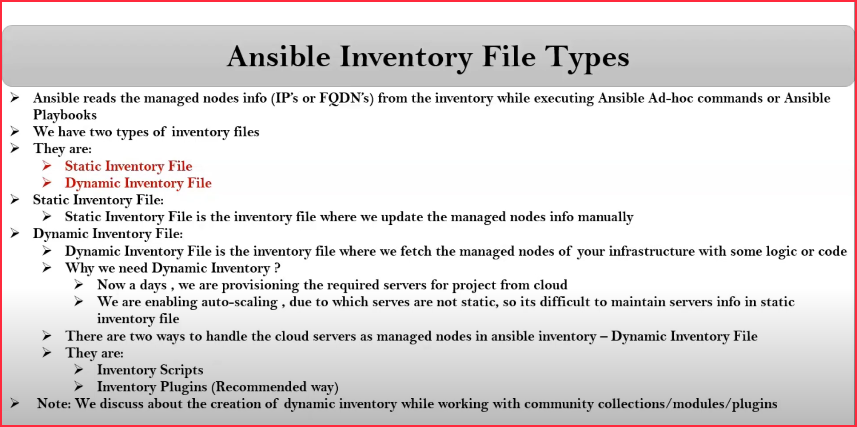 Ansible Inventory File Types
➢ Ansible reads the managed nodes info (IP's or FQDN's) from the inventory while executing Ansible Ad-hoc commands or Ansible
Playbooks
➢ We have two types of inventory files
➢ They are:
➢ Static Inventory File
➢ Dynamic Inventory File
➢ Static Inventory File:
➢ Static Inventory File is the inventory file where we update the managed nodes info manually
➢ Dynamic Inventory File:
➢ Dynamic Inventory File is the inventory file where we fetch the managed nodes of your infrastructure with some logic or code
➢ Why we need Dynamic Inventory ?
➢ Now a days , we are provisioning the required servers for project from cloud
➢ We are enabling auto-scaling , due to which serves are not static, so its difficult to maintain servers info in static
inventory file
➢ There are two ways to handle the cloud servers as managed nodes in ansible inventory – Dynamic Inventory File
➢ They are:
➢ Inventory Scripts
➢ Inventory Plugins (Recommended way)
➢ Note: We discuss about the creation of dynamic inventory while working with community collections/modules/plugins